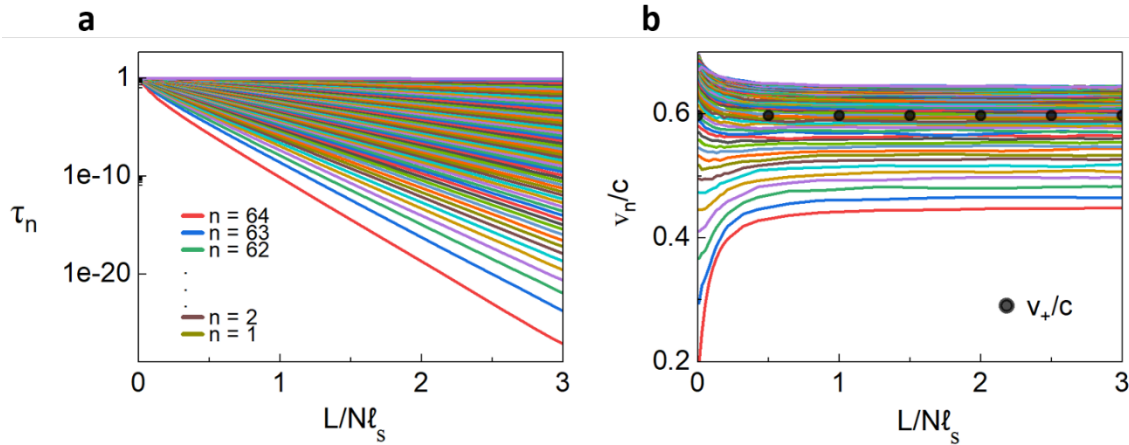 a
b
1
1e-10
1e-20
τₙ
n = 64
n = 63
n = 62
.
.
.
.
n = 2
n = 1
0
1
2
3
L/Nℓₛ
0.6
0.4
0.2
vₙ/c
v₊/c
0
1
2
3
L/Nℓₛ